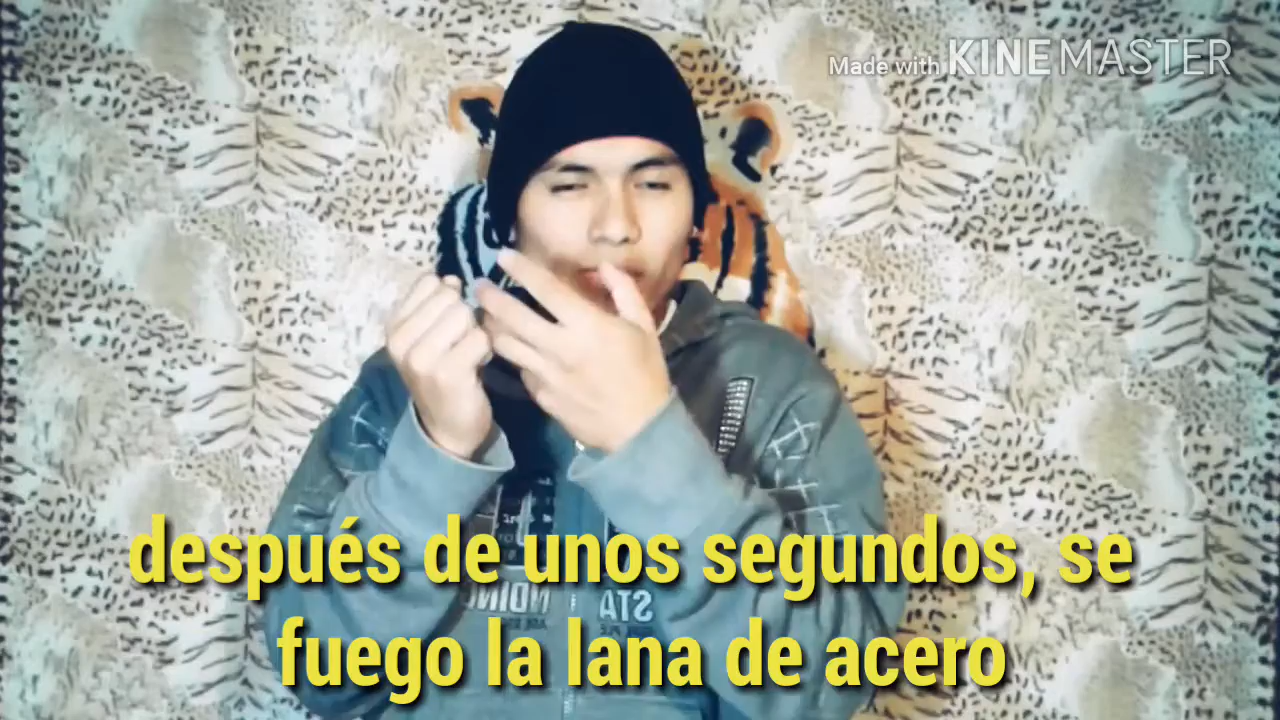 Made with KINEMASTER
después de unos segundos, se
fuego la lana de acero